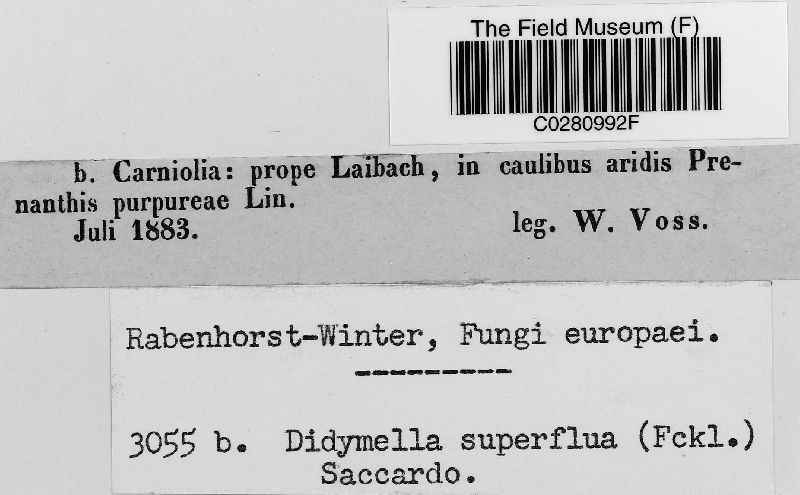 The Field Museum (F)
C0280992F
b. Carniolia: prope Laibach, in caulibus aridis Pre-
nanthis purpureae Lin.
Juli 1883. leg. W. Voss.
Rabenhorst-Winter, Fungi europaei.
3055 b. Didymella superflua (Fckl.)
Saccardo.